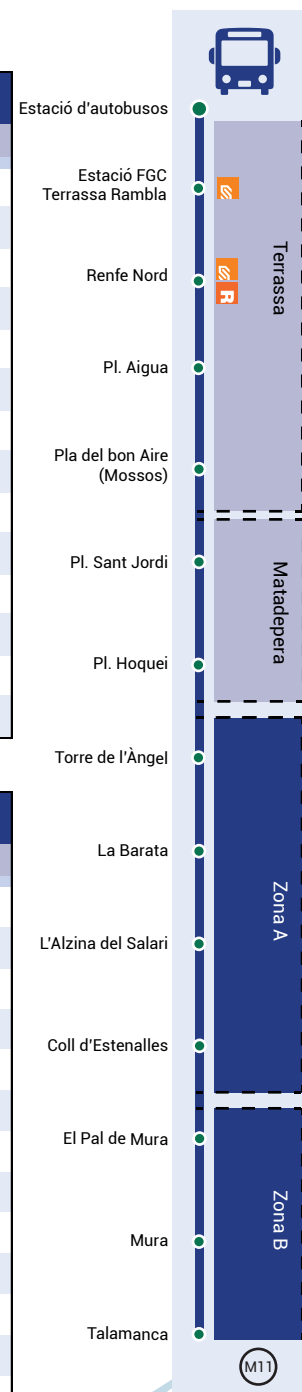 Estació d'autobusos
Estació FGC
Terrassa Rambla
Renfe Nord
R
Pl. Aigua
Pla del bon Aire
(Mossos)
Terrassa
Pl. Sant Jordi
Pl. Hoquei
Matadepera
Torre de l'Àngel
La Barata
L'Alzina del Salari
Coll d'Estenalles
Zona A
El Pal de Mura
Mura
Talamanca
Zona B
M11